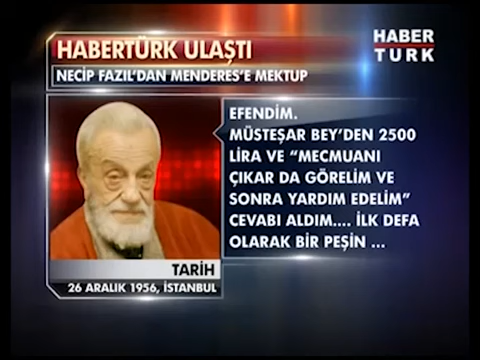 HABERTÜRK ULAŞTI
HABER
TURK
NECİP FAZIL'DAN MENDERES'E MEKTUP
EFENDİM.
MÜSTEŞAR BEY'DEN 2500
LİRA VE "MECMUANI
ÇIKAR DA GÖRELİM VE
SONRA YARDIM EDELİM"
CEVABI ALDIM.... İLK DEFA
OLARAK BİR PEŞİN ...
TARİH
26 ARALIK 1956, İSTANBUL